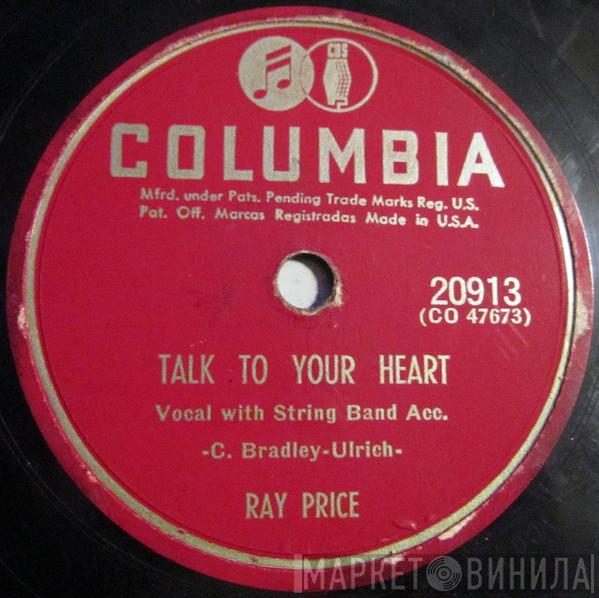 CBS
COLUMBIA
Mfrd. under Pats. Pending Trade Marks Reg. U.S.
Pat. Off. Marcas Registradas Made in U.S.A.
20913
(CO 47673)
TALK TO YOUR HEART
Vocal with String Band Acc.
-C. Bradley-Ulrich-
RAY PRICE
МАРКЕТ ВИНИЛА